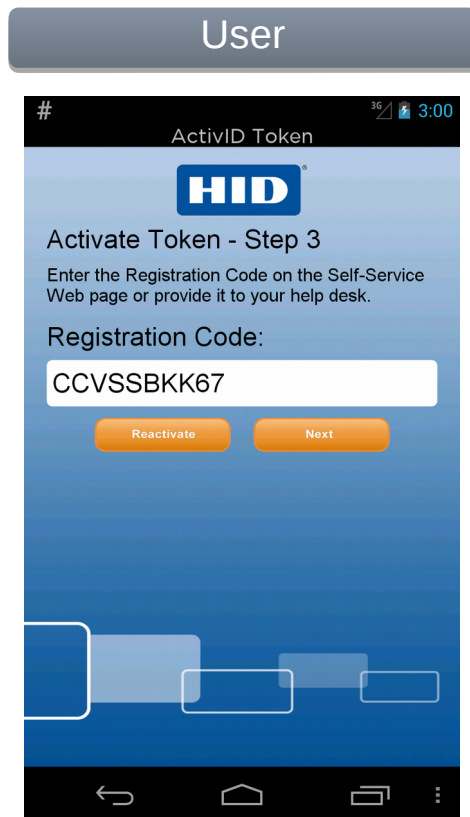 User
# 3G 3:00
ActivID Token
HID®
Activate Token - Step 3
Enter the Registration Code on the Self-Service
Web page or provide it to your help desk.
Registration Code:
CCVSSBKK67
Reactivate Next